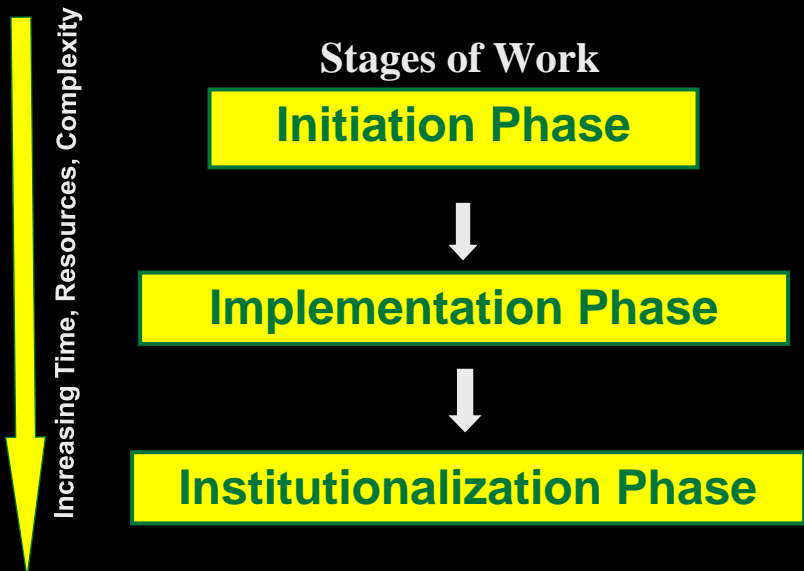 Stages of Work
Initiation Phase
Implementation Phase
Institutionalization Phase
Increasing Time, Resources, Complexity